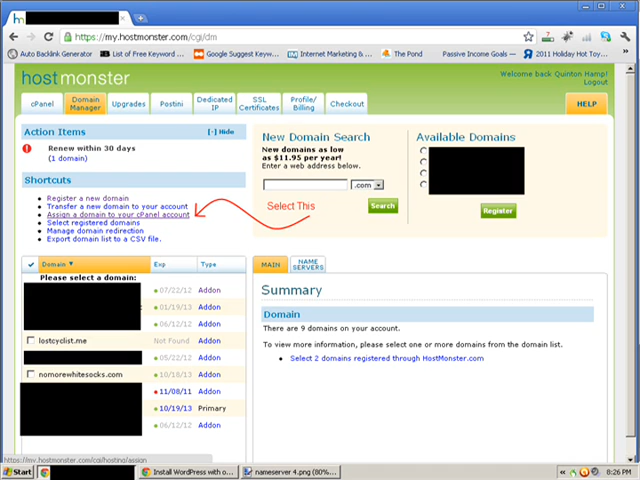 https://my.hostmonster.com/cgi/dm
Auto Backlink Generator
List of Free Keyword ...
Google Suggest Keyw...
Internet Marketing & ...
The Pond
Passive Income Goals — ...
2011 Holiday Hot Toy...
hostmonster
Welcome back Quinton Hamp!
Logout
cPanel
Domain Manager
Upgrades
Postini
Dedicated IP
SSL Certificates
Profile/ Billing
Checkout
HELP
Action Items
[-] Hide
Renew within 30 days
(1 domain)
Shortcuts
Register a new domain
Transfer a new domain to your account
Assign a domain to your cPanel account
Select registered domains
Manage domain redirection
Export domain list to a CSV file.
Select This
New Domain Search
New domains as low
as $11.95 per year!
Enter a web address below.
.com
Search
Available Domains
Register
Domain Exp Type
Please select a domain:
07/22/12 Addon
01/19/13 Addon
06/12/12 Addon
lostcyclist.me Not Found Addon
05/22/12 Addon
nomorewhitesocks.com 10/18/13 Addon
11/08/11 Addon
10/19/13 Primary
06/12/12 Addon
MAIN
NAME SERVERS
Summary
Domain
There are 9 domains on your account.
To view more information, please select one or more domains from the domain list.
Select 2 domains registered through HostMonster.com
https://my.hostmonster.com/cgi/hosting/assign
Start
Install WordPress with o...
nameserver 4.png (80%...
8:26 PM